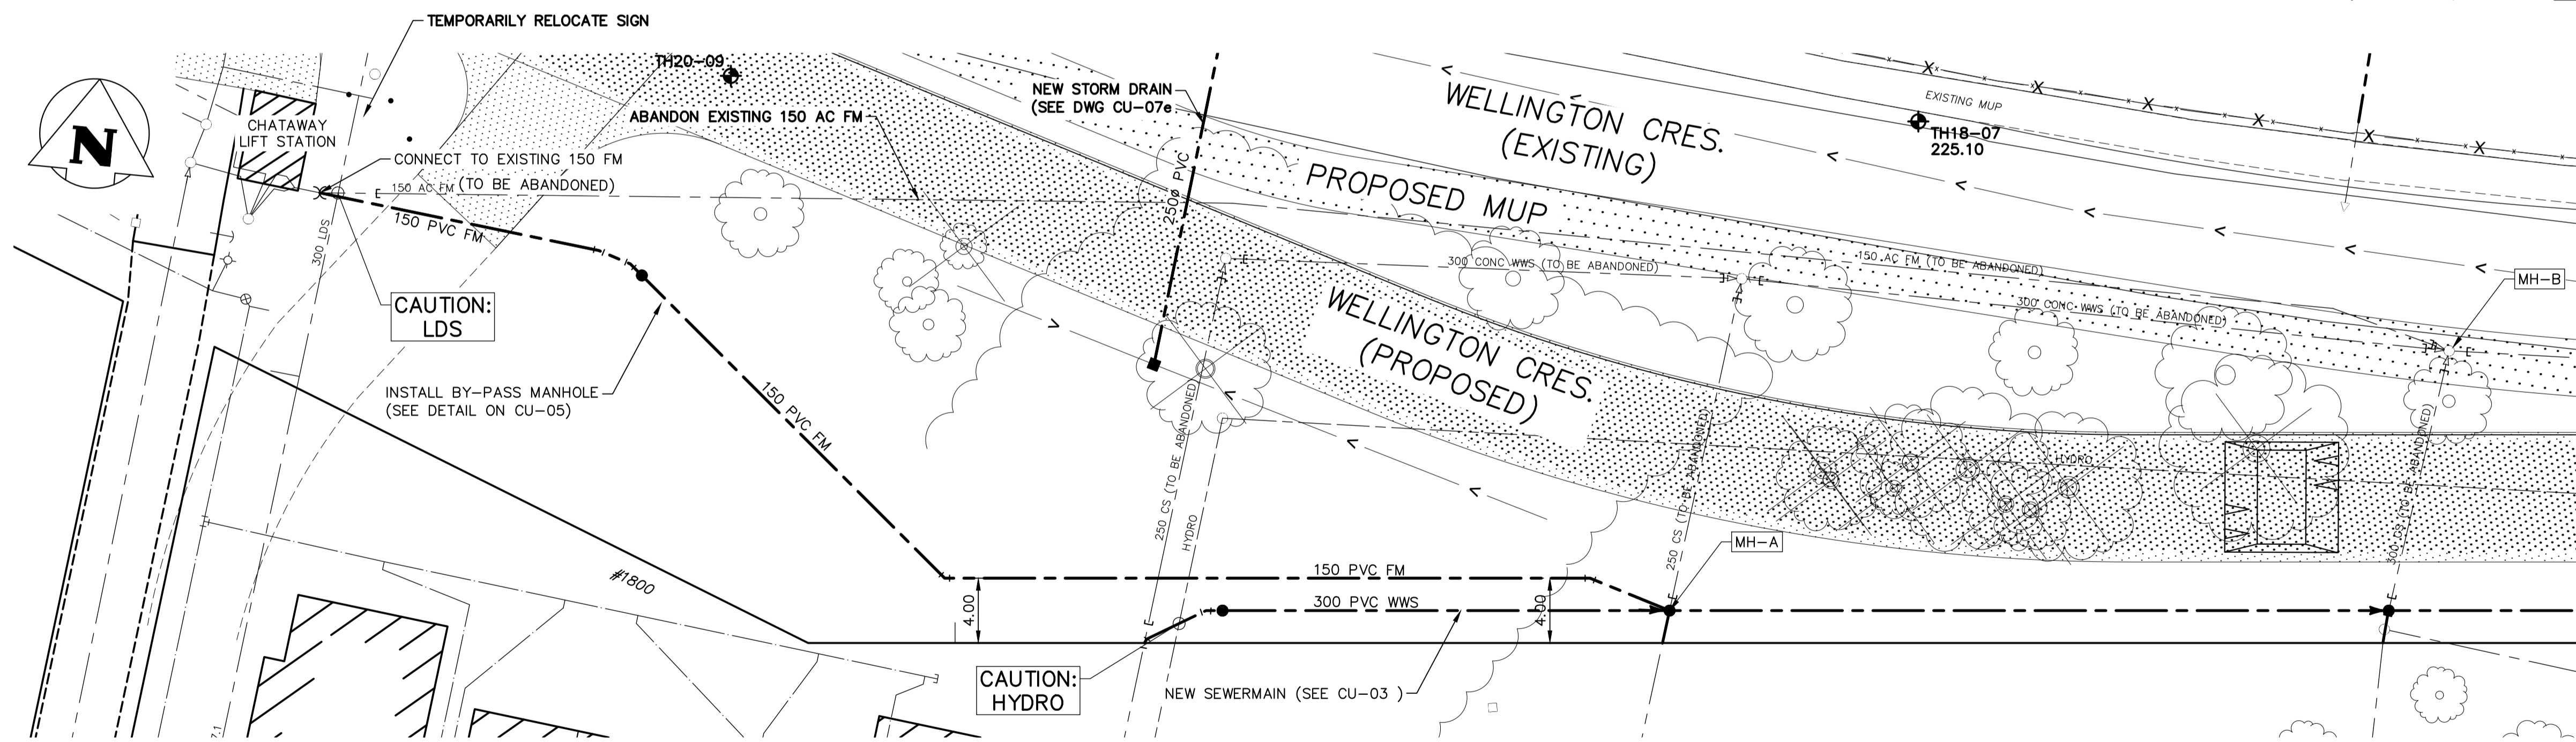 TEMPORARILY RELOCATE SIGN
TH20-09
NEW STORM DRAIN
(SEE DWG CU-07e
ABANDON EXISTING 150 AC FM
WELLINGTON CRES.
(EXISTING)
EXISTING MUP
TH18-07
225.10
N
CHATAWAY
LIFT STATION
CONNECT TO EXISTING 150 FM
150 AC FM (TO BE ABANDONED)
E
150 PVC FM
300 LDS
250ø PVC
PROPOSED MUP
E
300 CONC WWS (TO BE ABANDONED)
E
150 AC FM (TO BE ABANDONED)
300 CONC WWS (TO BE ABANDONED)
MH-B
CAUTION:
LDS
WELLINGTON CRES.
(PROPOSED)
INSTALL BY-PASS MANHOLE
(SEE DETAIL ON CU-05)
150 PVC FM
250 CS (TO BE ABANDONED)
HYDRO
250 CS (TO BE ABANDONED)
HYDRO
300 CS (TO BE ABANDONED)
MH-A
#1800
150 PVC FM
4.00
300 PVC WWS
4.00
E
E
E
CAUTION:
HYDRO
NEW SEWERMAIN (SEE CU-03 )